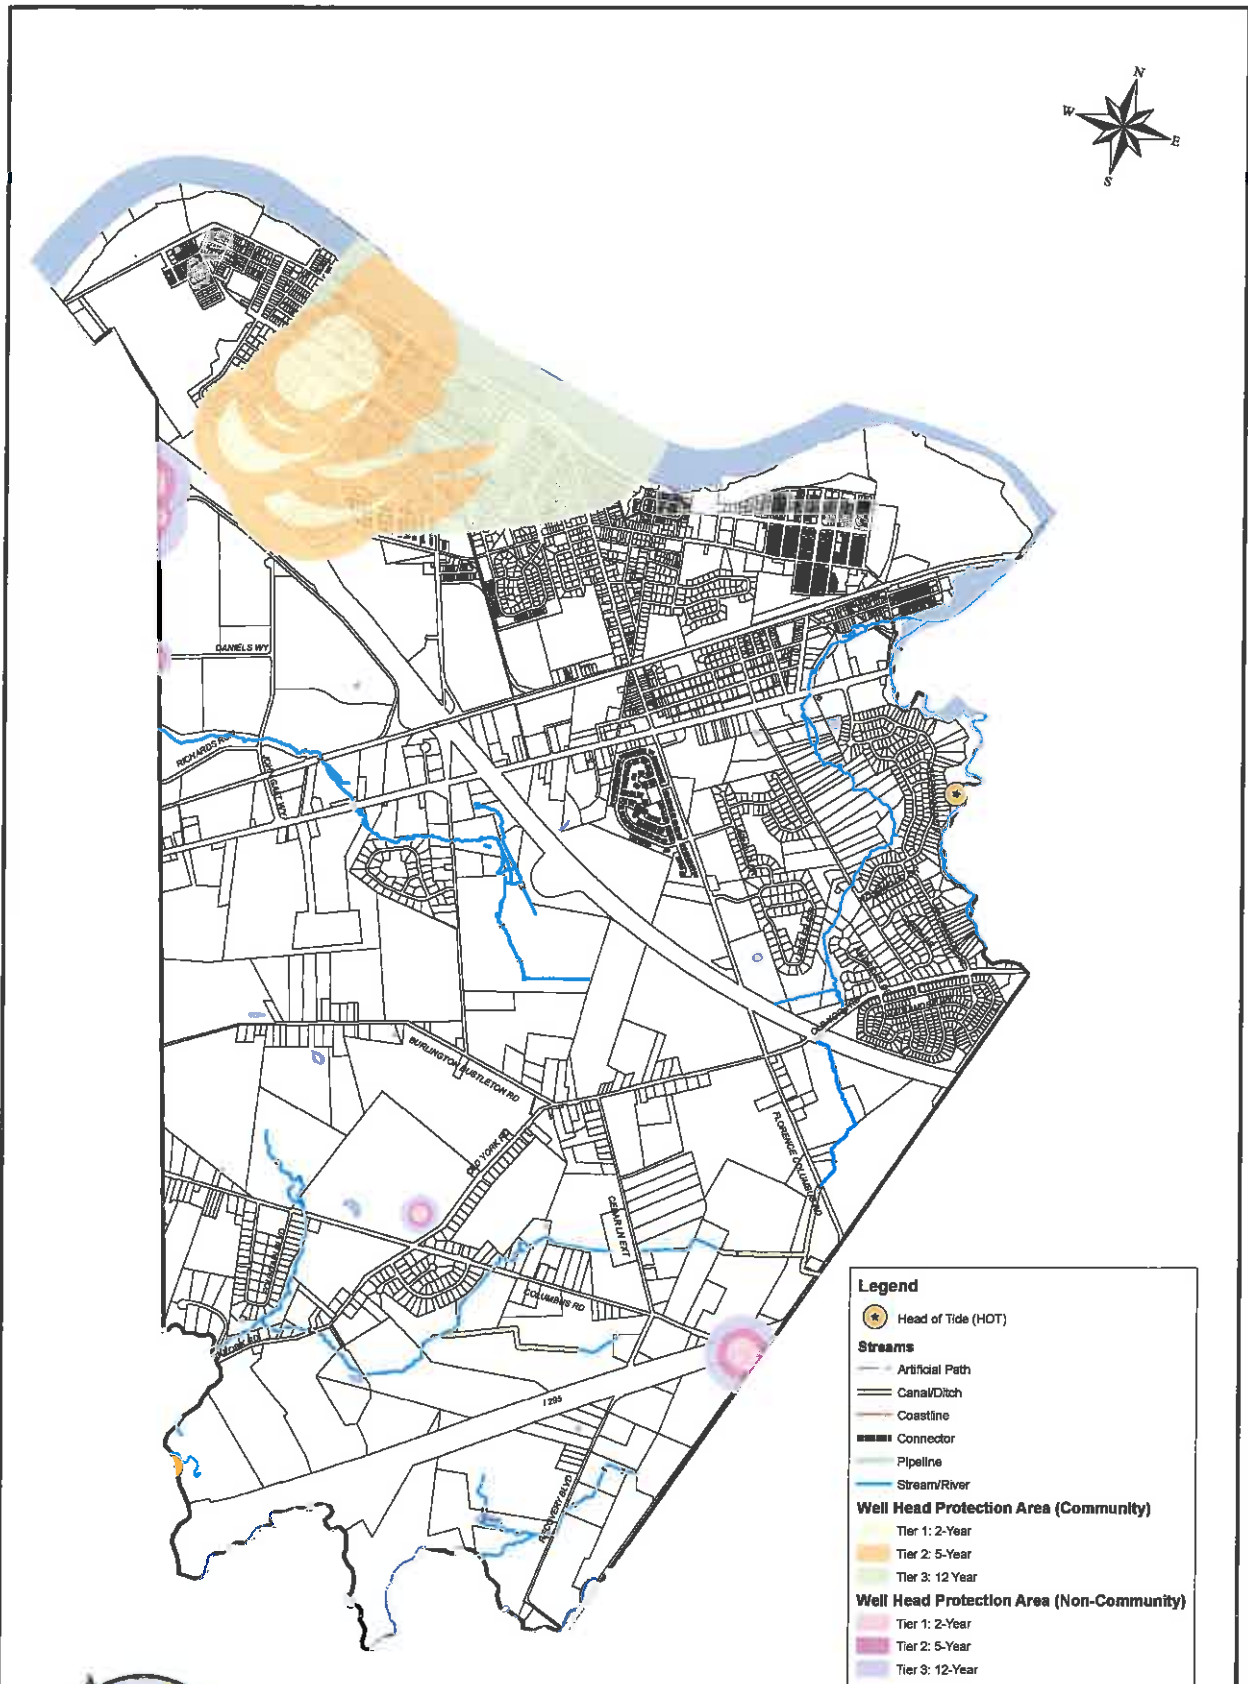 N
W
E
S
DANIELS WY
RICHARDS RUN
BURLINGTON BUSTLETON RD
OLD YORK RD
FLORENCE COLUMBUS RD
CEDAR LN EXT
COLUMBUS RD
I 295
RECOVERY BLVD
Legend
Head of Tide (HOT)
Streams
Artificial Path
Canal/Ditch
Coastline
Connector
Pipeline
Stream/River
Well Head Protection Area (Community)
Tier 1: 2-Year
Tier 2: 5-Year
Tier 3: 12 Year
Well Head Protection Area (Non-Community)
Tier 1: 2-Year
Tier 2: 5-Year
Tier 3: 12-Year